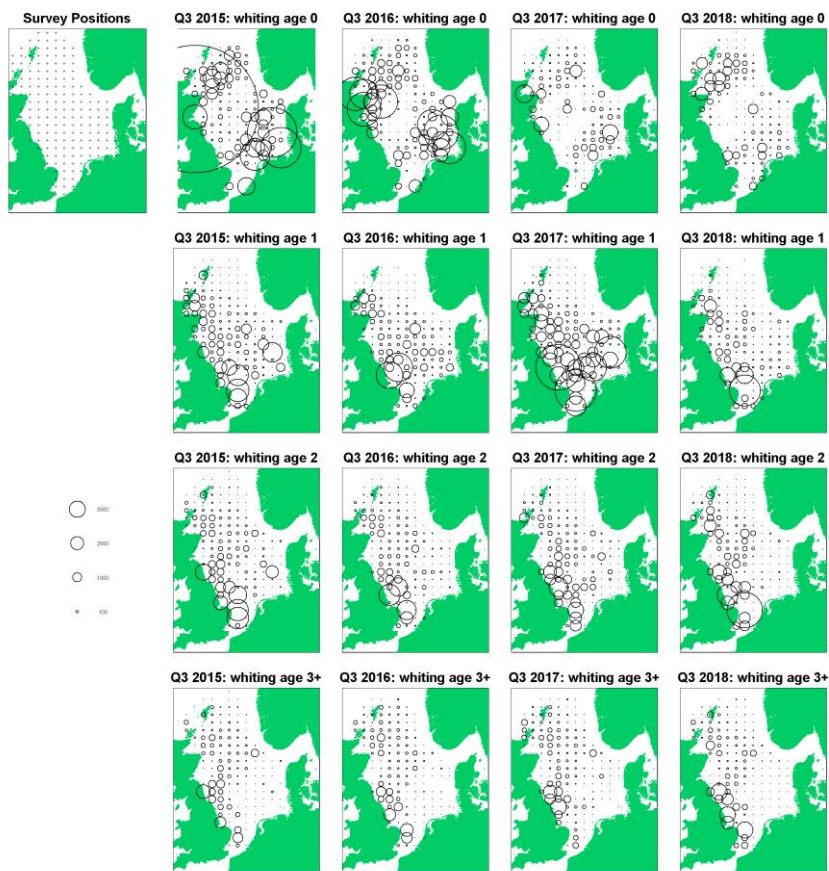 Survey Positions
Q3 2015: whiting age 0
Q3 2016: whiting age 0
Q3 2017: whiting age 0
Q3 2018: whiting age 0
Q3 2015: whiting age 1
Q3 2016: whiting age 1
Q3 2017: whiting age 1
Q3 2018: whiting age 1
Q3 2015: whiting age 2
Q3 2016: whiting age 2
Q3 2017: whiting age 2
Q3 2018: whiting age 2
3000
2000
1000
100
Q3 2015: whiting age 3+
Q3 2016: whiting age 3+
Q3 2017: whiting age 3+
Q3 2018: whiting age 3+